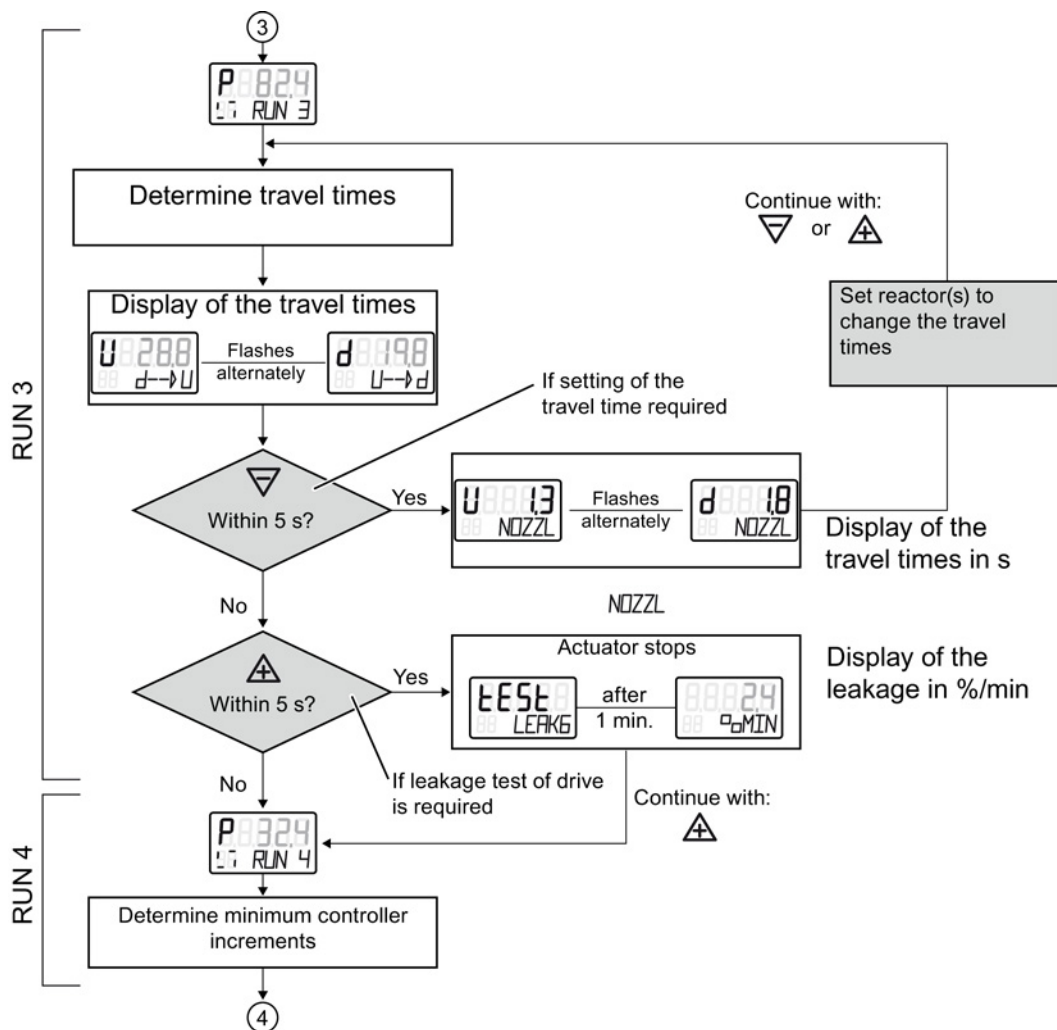 3
P 82.4
RUN 3
Determine travel times
Continue with:
or
Display of the travel times
U 28.8
d-->U
Flashes
alternately
d 19.8
U-->d
Set reactor(s) to
change the travel
times
If setting of the
travel time required
RUN 3
Within 5 s?
Yes
U 1.3
NOZZL
Flashes
alternately
d 1.8
NOZZL
Display of the
travel times in s
No
NOZZL
Within 5 s?
Yes
Actuator stops
tESt
LEAKG
after
1 min.
2.4
%MIN
Display of the
leakage in %/min
No
If leakage test of drive
is required
Continue with:
RUN 4
P 32.4
RUN 4
Determine minimum controller
increments
4